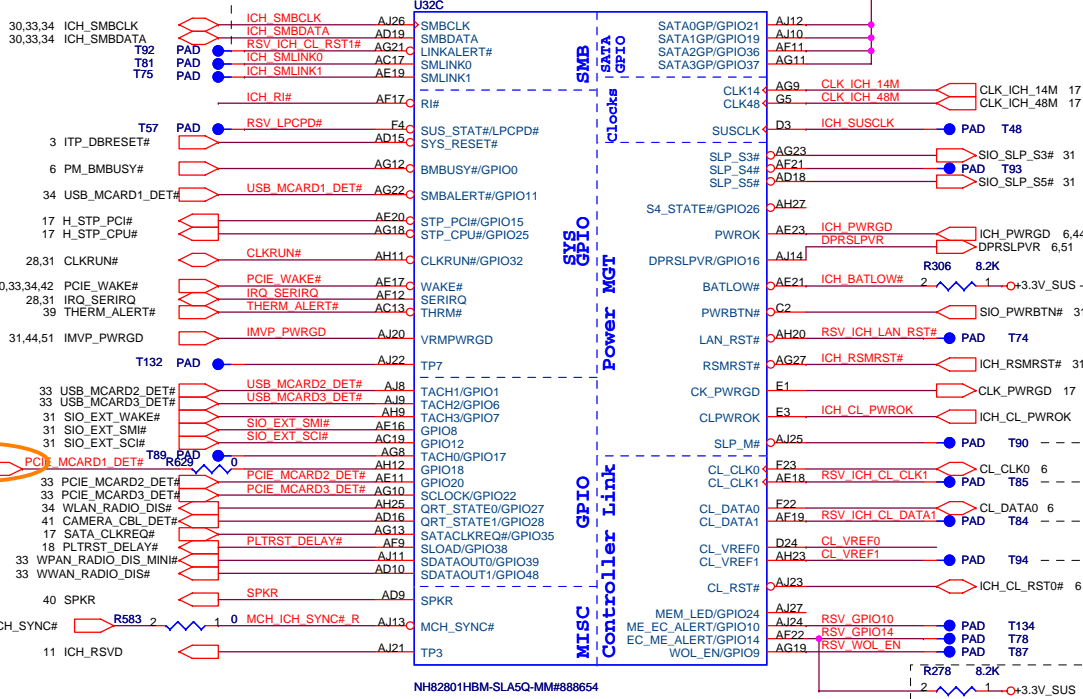 U32C
30,33,34 ICH_SMBCLK ICH_SMBCLK AJ26 SMBCLK SATA0GP/GPIO21 AJ12
30,33,34 ICH_SMBDATA ICH_SMBDATA AD19 SMBDATA SATA1GP/GPIO19 AJ10
T92 PAD RSV_ICH_CL_RST1# AG21 LINKALERT# SATA2GP/GPIO36 AF11
T81 PAD ICH_SMLINK0 AC17 SMLINK0 SATA3GP/GPIO37 AG11
T75 PAD ICH_SMLINK1 AE19 SMLINK1
SMB
SATA
GPIO
CLK14 AG9 CLK_ICH_14M CLK_ICH_14M 17
ICH_RI# AF17 RI# CLK48 G5 CLK_ICH_48M CLK_ICH_48M 17
Clocks
T57 PAD RSV_LPCPD# F4 SUS_STAT#/LPCPD# SUSCLK D3 ICH_SUSCLK PAD T48
3 ITP_DBRESET# AD15 SYS_RESET#
SLP_S3# AG23 SIO_SLP_S3# 31
6 PM_BMBUSY# AG12 BMBUSY#/GPIO0 SLP_S4# AF21 PAD T93
SLP_S5# AD18 SIO_SLP_S5# 31
34 USB_MCARD1_DET# USB_MCARD1_DET# AG22 SMBALERT#/GPIO11
S4_STATE#/GPIO26 AH27
17 H_STP_PCI# AE20 STP_PCI#/GPIO15
17 H_STP_CPU# AG18 STP_CPU#/GPIO25 PWROK AE23 ICH_PWRGD ICH_PWRGD 6,44
DPRSLPVR DPRSLPVR 6,51
SYS
GPIO
28,31 CLKRUN# CLKRUN# AH11 CLKRUN#/GPIO32 DPRSLPVR/GPIO16 AJ14
R306 8.2K
0,33,34,42 PCIE_WAKE# PCIE_WAKE# AE17 WAKE# BATLOW# AE21 ICH_BATLOW# 2 1 +3.3V_SUS
28,31 IRQ_SERIRQ IRQ_SERIRQ AF12 SERIRQ
39 THERM_ALERT# THERM_ALERT# AC13 THRM# PWRBTN# C2 SIO_PWRBTN# 31
Power MGT
31,44,51 IMVP_PWRGD IMVP_PWRGD AJ20 VRMPWRGD LAN_RST# AH20 RSV_ICH_LAN_RST# PAD T74
T132 PAD AJ22 TP7 RSMRST# AG27 ICH_RSMRST# ICH_RSMRST# 31
33 USB_MCARD2_DET# USB_MCARD2_DET# AJ8 TACH1/GPIO1 CK_PWRGD E1 CLK_PWRGD 17
33 USB_MCARD3_DET# USB_MCARD3_DET# AJ9 TACH2/GPIO6
31 SIO_EXT_WAKE# AH9 TACH3/GPIO7 CLPWROK E3 ICH_CL_PWROK ICH_CL_PWROK
31 SIO_EXT_SMI# SIO_EXT_SMI# AE16 GPIO8
31 SIO_EXT_SCI# SIO_EXT_SCI# AC19 GPIO12 SLP_M# AJ25 PAD T90
T89 PAD AG8 TACH0/GPIO17
PCIE_MCARD1_DET# R629 0 AH12 GPIO18 CL_CLK0 F23 CL_CLK0 6
33 PCIE_MCARD2_DET# PCIE_MCARD2_DET# AE11 GPIO20 CL_CLK1 AE18 RSV_ICH_CL_CLK1 PAD T85
33 PCIE_MCARD3_DET# PCIE_MCARD3_DET# AG10 SCLOCK/GPIO22
34 WLAN_RADIO_DIS# AH25 QRT_STATE0/GPIO27 CL_DATA0 F22 CL_DATA0 6
41 CAMERA_CBL_DET# AD16 QRT_STATE1/GPIO28 CL_DATA1 AF19 RSV_ICH_CL_DATA1 PAD T84
17 SATA_CLKREQ# AG13 SATACLKREQ#/GPIO35
18 PLTRST_DELAY# PLTRST_DELAY# AF9 SLOAD/GPIO38 CL_VREF0 D24 CL_VREF0
33 WPAN_RADIO_DIS_MINI# AJ11 SDATAOUT0/GPIO39 CL_VREF1 AH23 CL_VREF1 PAD T94
33 WWAN_RADIO_DIS# AD10 SDATAOUT1/GPIO48
GPIO
Controller Link
CL_RST# AJ23 ICH_CL_RST0# 6
40 SPKR SPKR AD9 SPKR
MEM_LED/GPIO24 AJ27
CH_SYNC# R583 2 1 0 MCH_ICH_SYNC#_R AJ13 MCH_SYNC# ME_EC_ALERT/GPIO10 AJ24 RSV_GPIO10 PAD T134
EC_ME_ALERT/GPIO14 AF22 RSV_GPIO14 PAD T78
11 ICH_RSVD AJ21 TP3 WOL_EN/GPIO9 AG19 RSV_WOL_EN PAD T87
MISC
R278 8.2K
NH82801HBM-SLA5Q-MM#888654 2 1 +3.3V_SUS